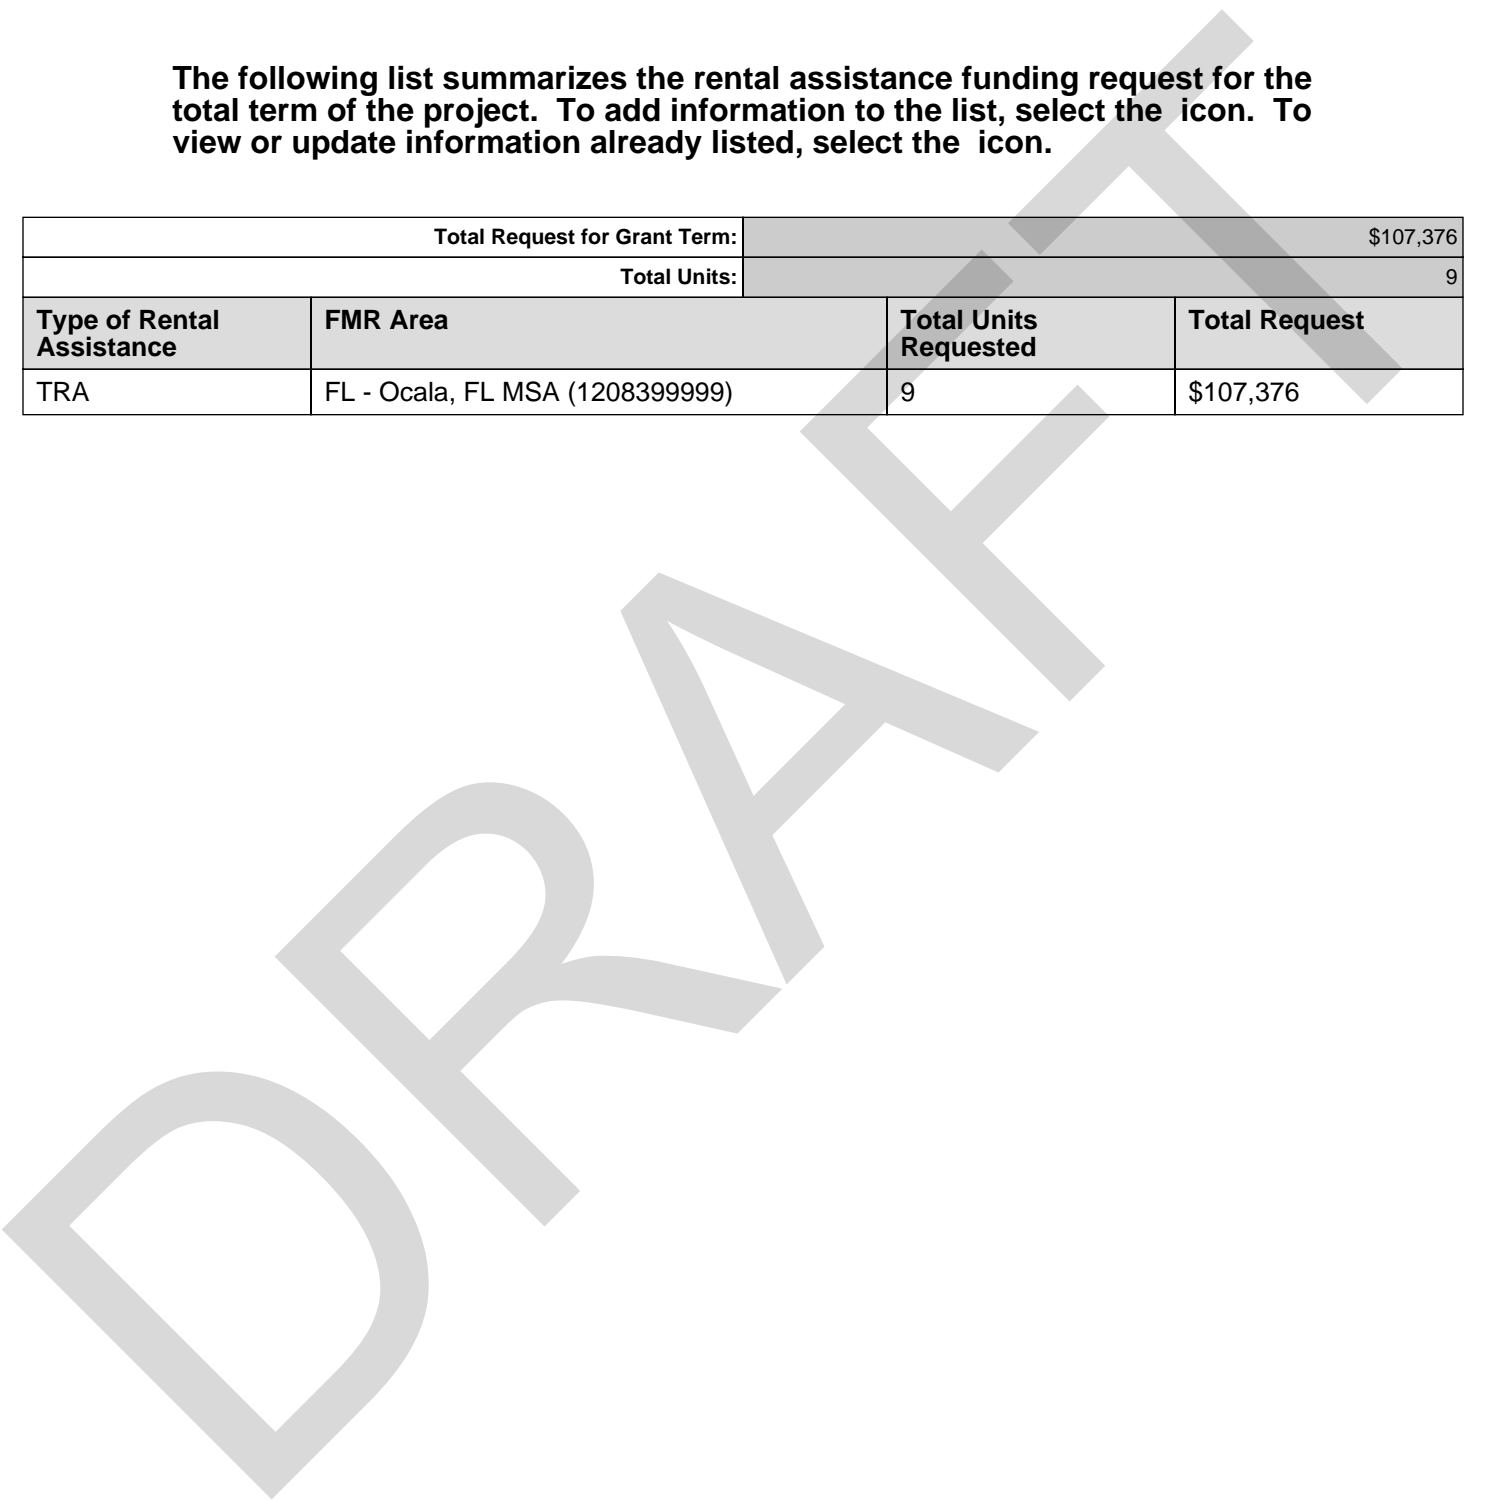 The following list summarizes the rental assistance funding request for the
total term of the project.  To add information to the list, select the  icon.  To
view or update information already listed, select the  icon.
Total Request for Grant Term: $107,376
Total Units: 9
Type of Rental Assistance FMR Area Total Units Requested Total Request
TRA FL - Ocala, FL MSA (1208399999) 9 $107,376
DRAFT